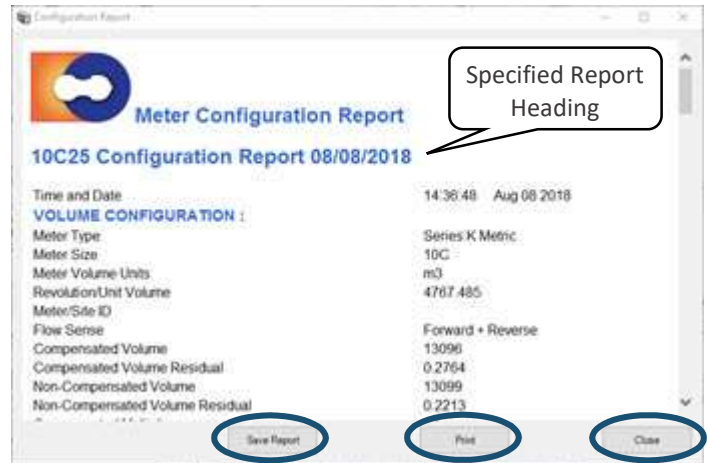 Configuration Report
Specified Report
Heading
Meter Configuration Report
10C25 Configuration Report 08/08/2018
Time and Date 14:36:48 Aug 08 2018
VOLUME CONFIGURATION :
Meter Type Series K Metric
Meter Size 10C
Meter Volume Units m3
Revolution/Unit Volume 4767.485
Meter/Site ID
Flow Sense Forward + Reverse
Compensated Volume 13096
Compensated Volume Residual 0.2764
Non-Compensated Volume 13099
Non-Compensated Volume Residual 0.2213
Save Report Print Close